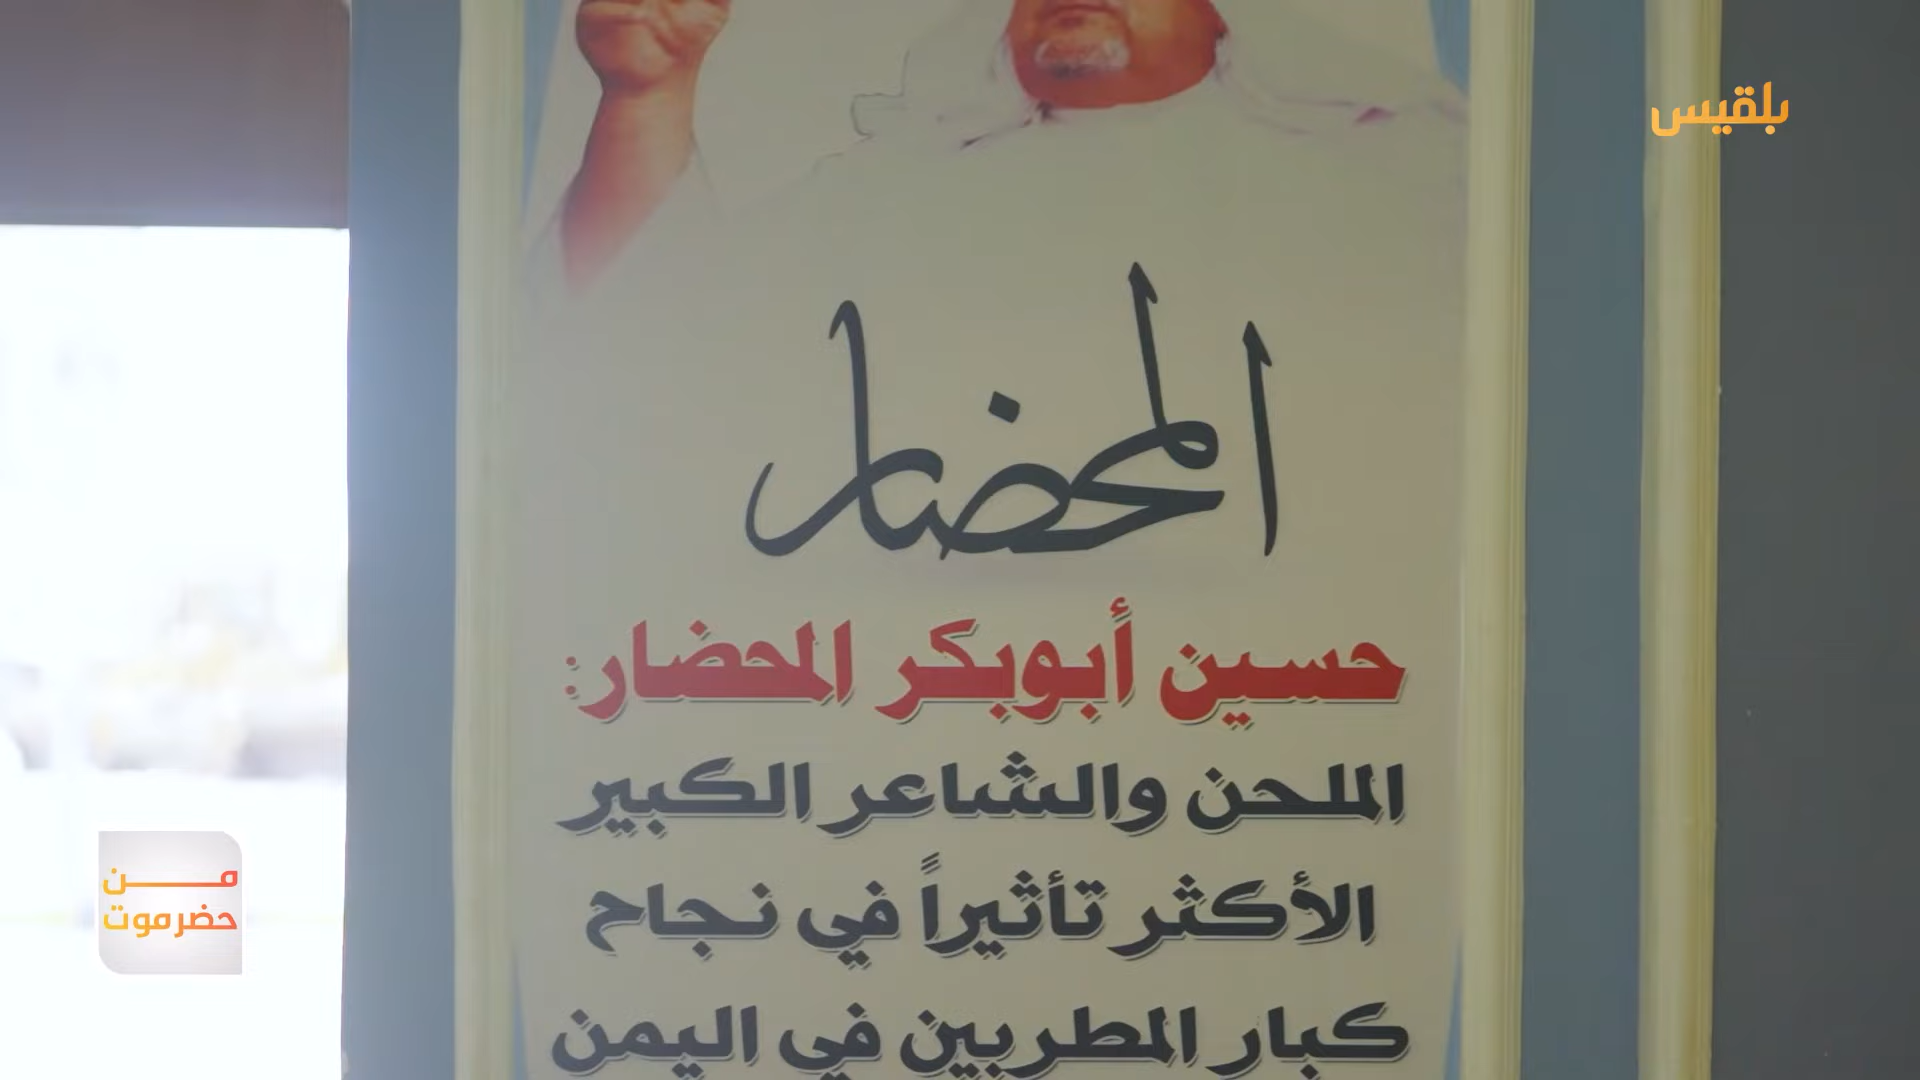 بلقيس
المحضار
حسين أبوبكر المحضار:
الملحن والشاعر الكبير
الأكثر تأثيراً في نجاح
كبار المطربين في اليمن
من
حضرموت